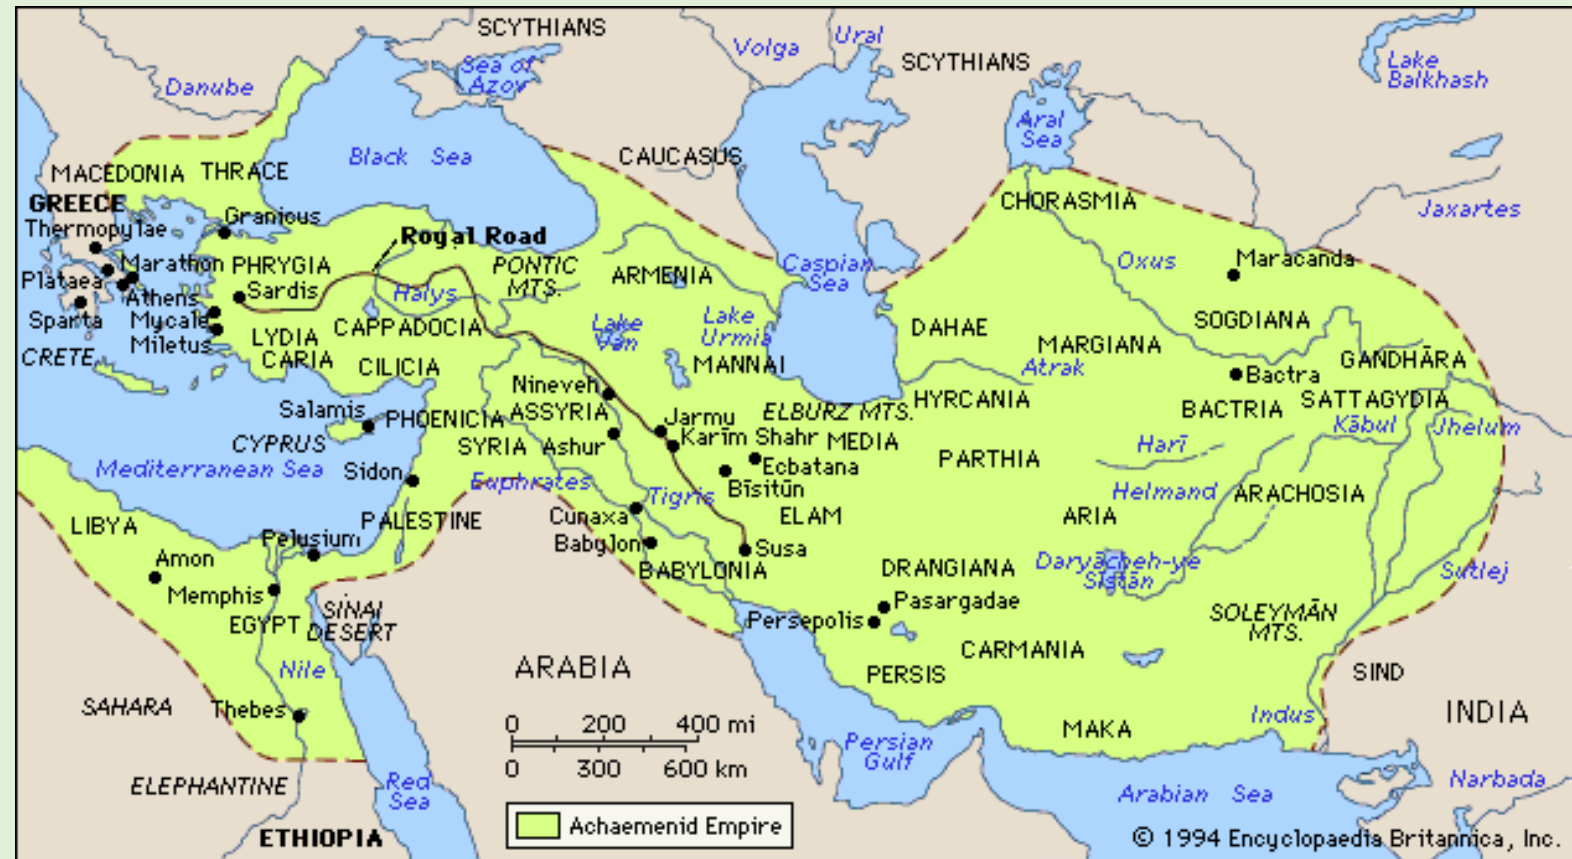 SCYTHIANS
Volga
Ural
Sea of
Azov
SCYTHIANS
Lake
Balkhash
Danube
Aral
Sea
Black Sea
CAUCASUS
MACEDONIA
THRACE
CHORASMIA
Jaxartes
GREECE
Granicus
Thermopylae
Royal Road
Marathon
PHRYGIA
PONTIC
MTS.
ARMENIA
Caspian
Sea
Oxus
Maracanda
Plataea
Sardis
Athens
Halys
Sparta
Mycale
LYDIA
CAPPADOCIA
Lake
Van
Lake
Urmia
DAHAE
SOGDIANA
Miletus
CARIA
CILICIA
MANNAI
MARGIANA
Atrak
GANDHĀRA
CRETE
Nineveh
Bactra
Salamis
PHOENICIA
ASSYRIA
Jarmu
ELBURZ MTS.
HYRCANIA
BACTRIA
SATTAGYDIA
Kābul
Jhelum
CYPRUS
SYRIA
Ashur
Karīm Shahr
MEDIA
Harī
Mediterranean Sea
Sidon
Euphrates
Ecbatana
Bīsitūn
PARTHIA
Tigris
Helmand
ARACHOSIA
LIBYA
PALESTINE
Cunaxa
ELAM
ARIA
Pelusium
Babylon
Susa
Amon
BABYLONIA
DRANGIANA
Daryācheh-ye
Sīstān
Sutlej
Memphis
SINAI
DESERT
Pasargadae
Persepolis
SOLEYMĀN
MTS.
EGYPT
Nile
ARABIA
PERSIS
CARMANIA
SIND
SAHARA
Thebes
INDIA
Indus
MAKA
0 200 400 mi
0 300 600 km
Persian
Gulf
ELEPHANTINE
Red
Sea
Arabian Sea
Narbada
ETHIOPIA
Achaemenid Empire
© 1994 Encyclopaedia Britannica, Inc.